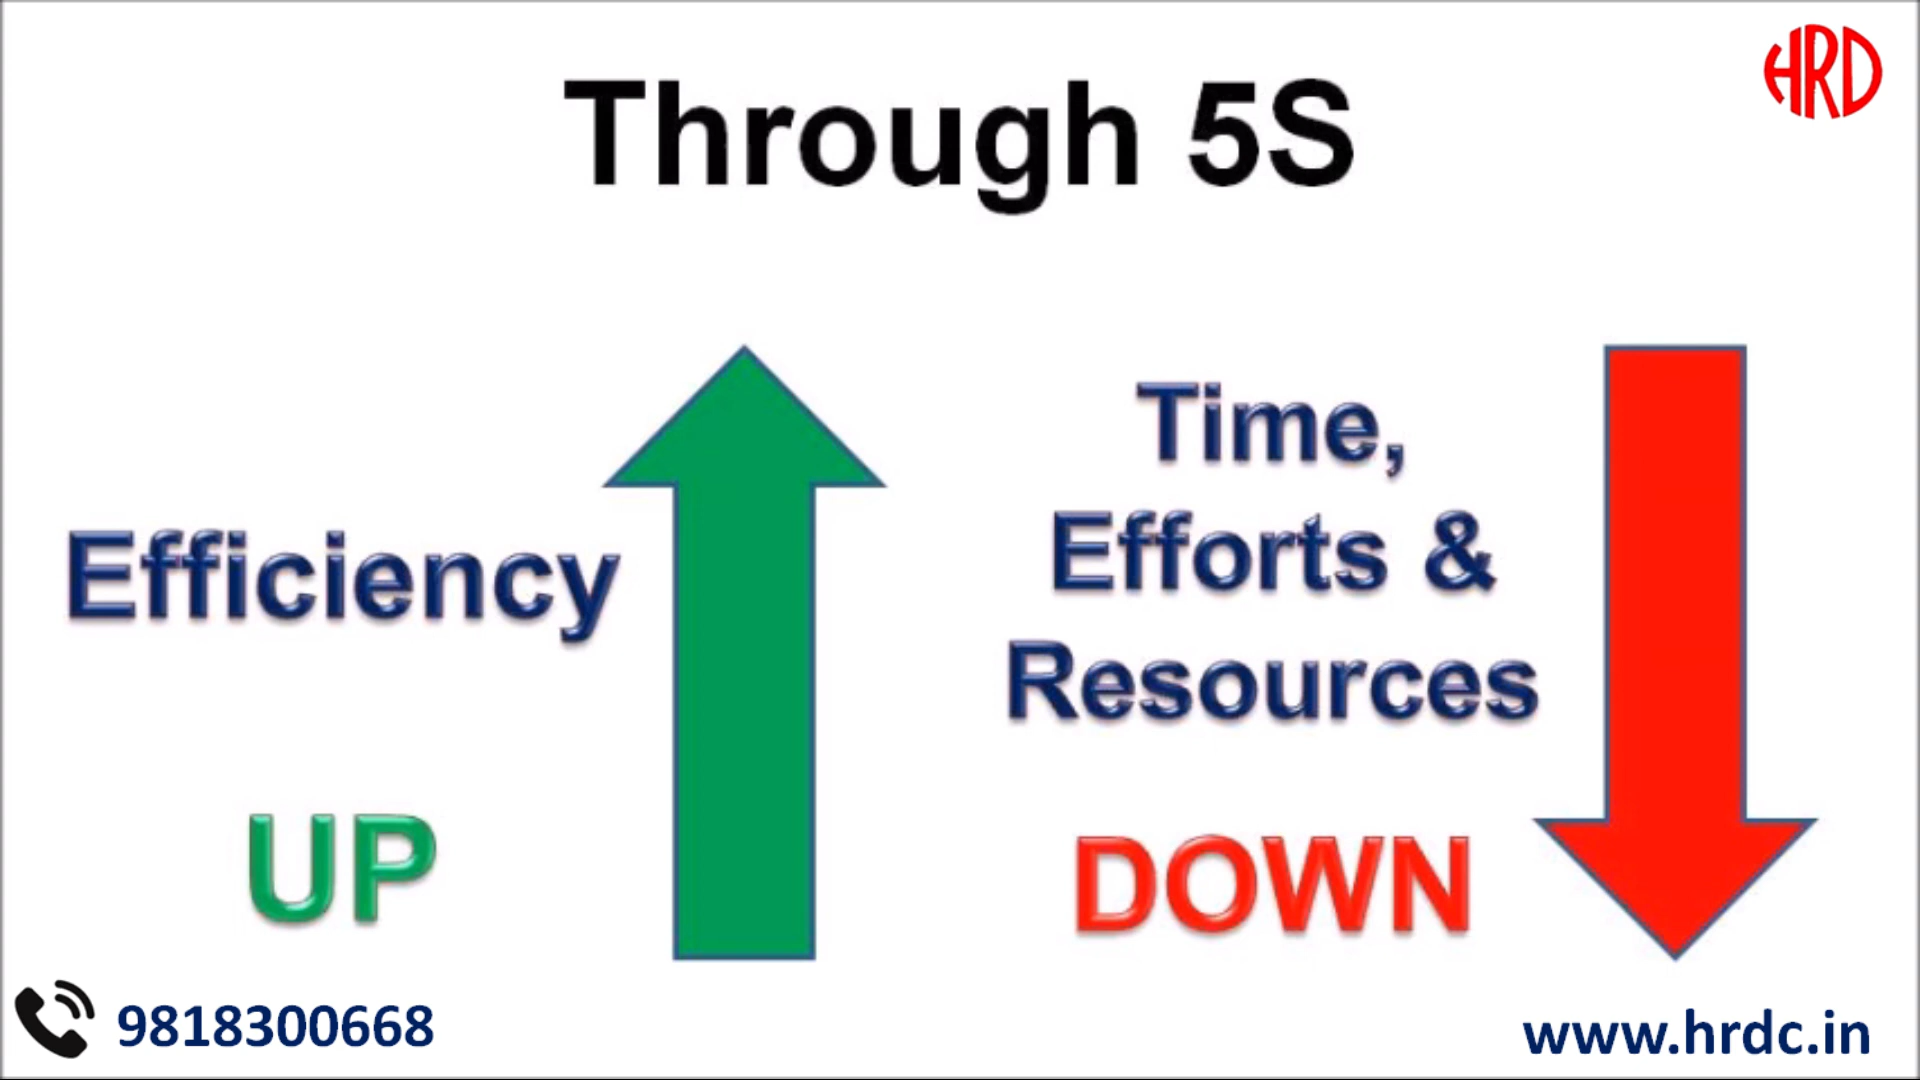 HRD
Through 5S
Efficiency
UP
Time,
Efforts &
Resources
DOWN
9818300668
www.hrdc.in